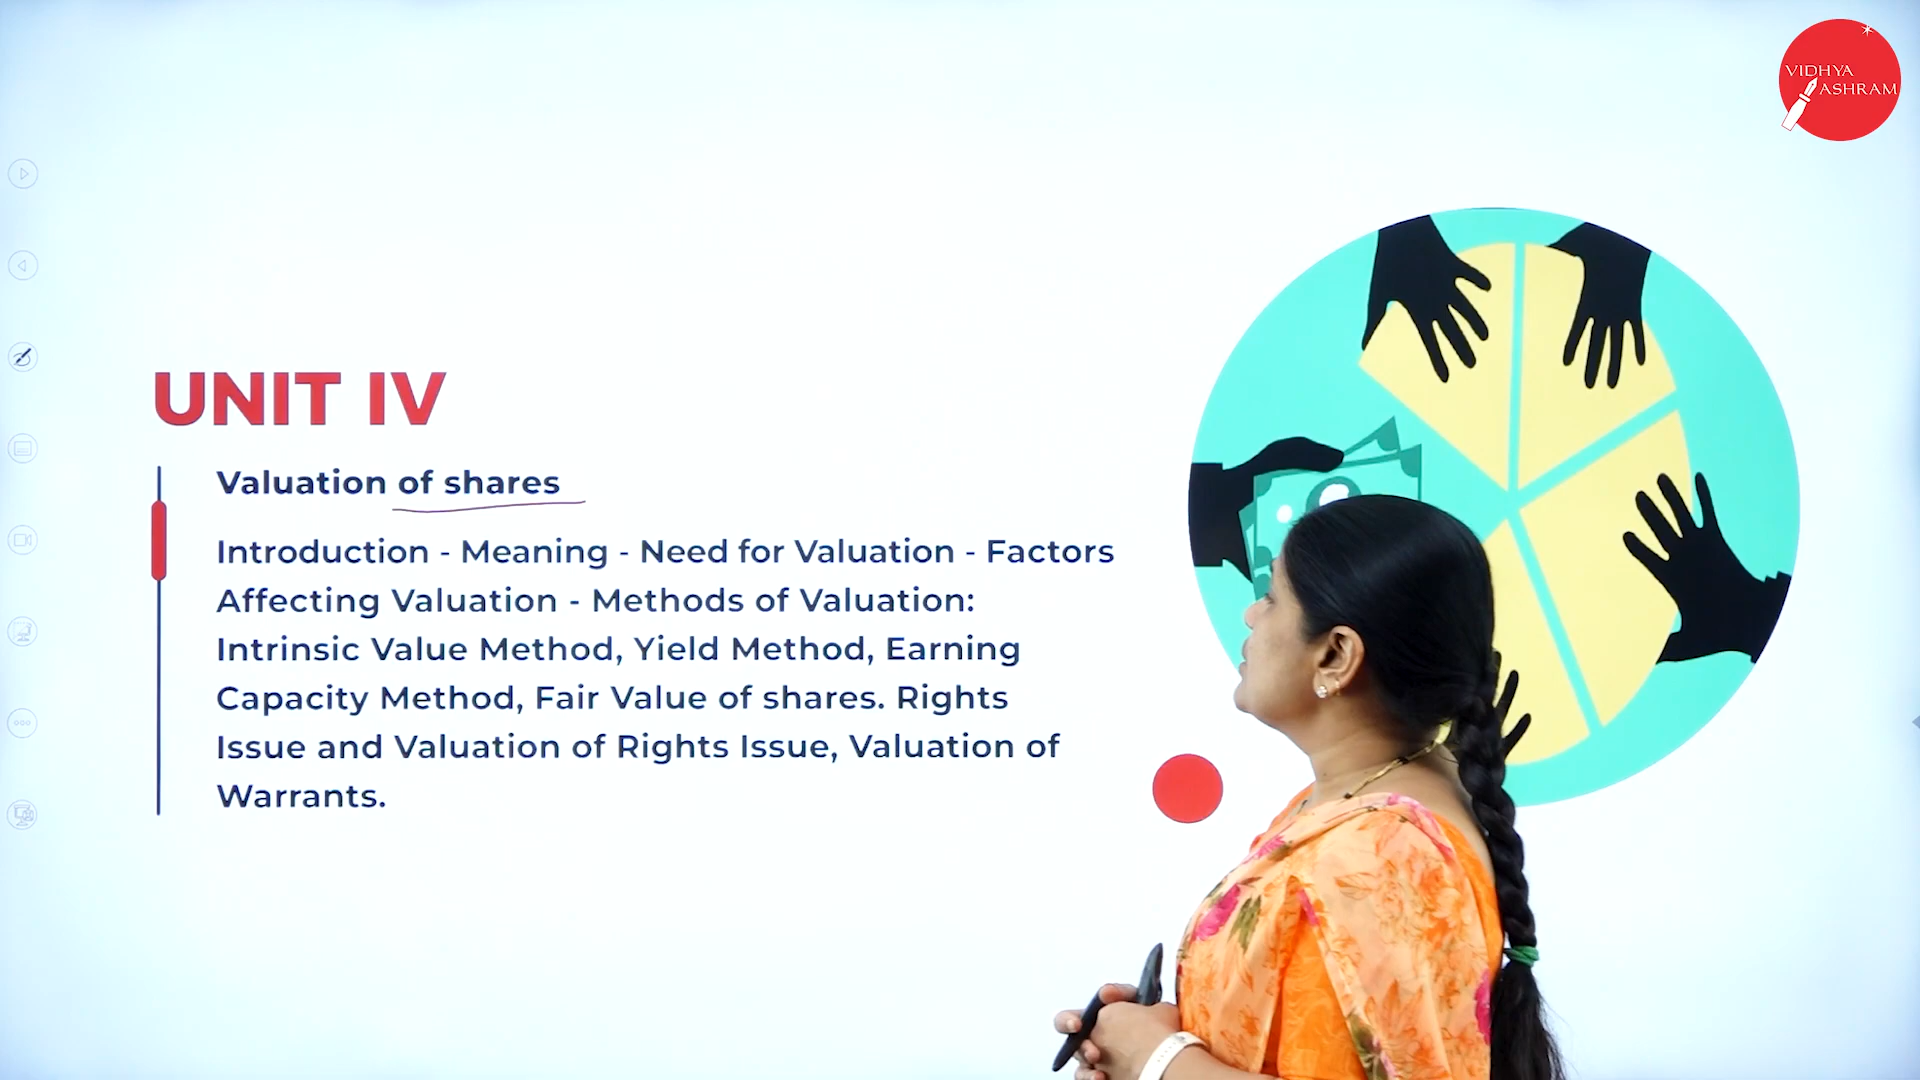 VIDHYA
ASHRAM
UNIT IV
Valuation of shares
Introduction - Meaning - Need for Valuation - Factors
Affecting Valuation - Methods of Valuation:
Intrinsic Value Method, Yield Method, Earning
Capacity Method, Fair Value of shares. Rights
Issue and Valuation of Rights Issue, Valuation of
Warrants.